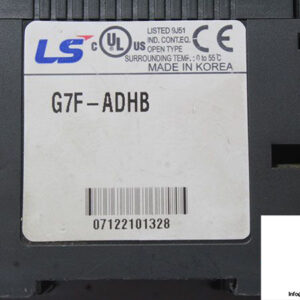 LS c UL US LISTED 9J51
IND. CONT.EQ.
OPEN TYPE CE
SURROUNDING TEMP. : 0 to 55°C
MADE IN KOREA
G7F-ADHB
07122101328